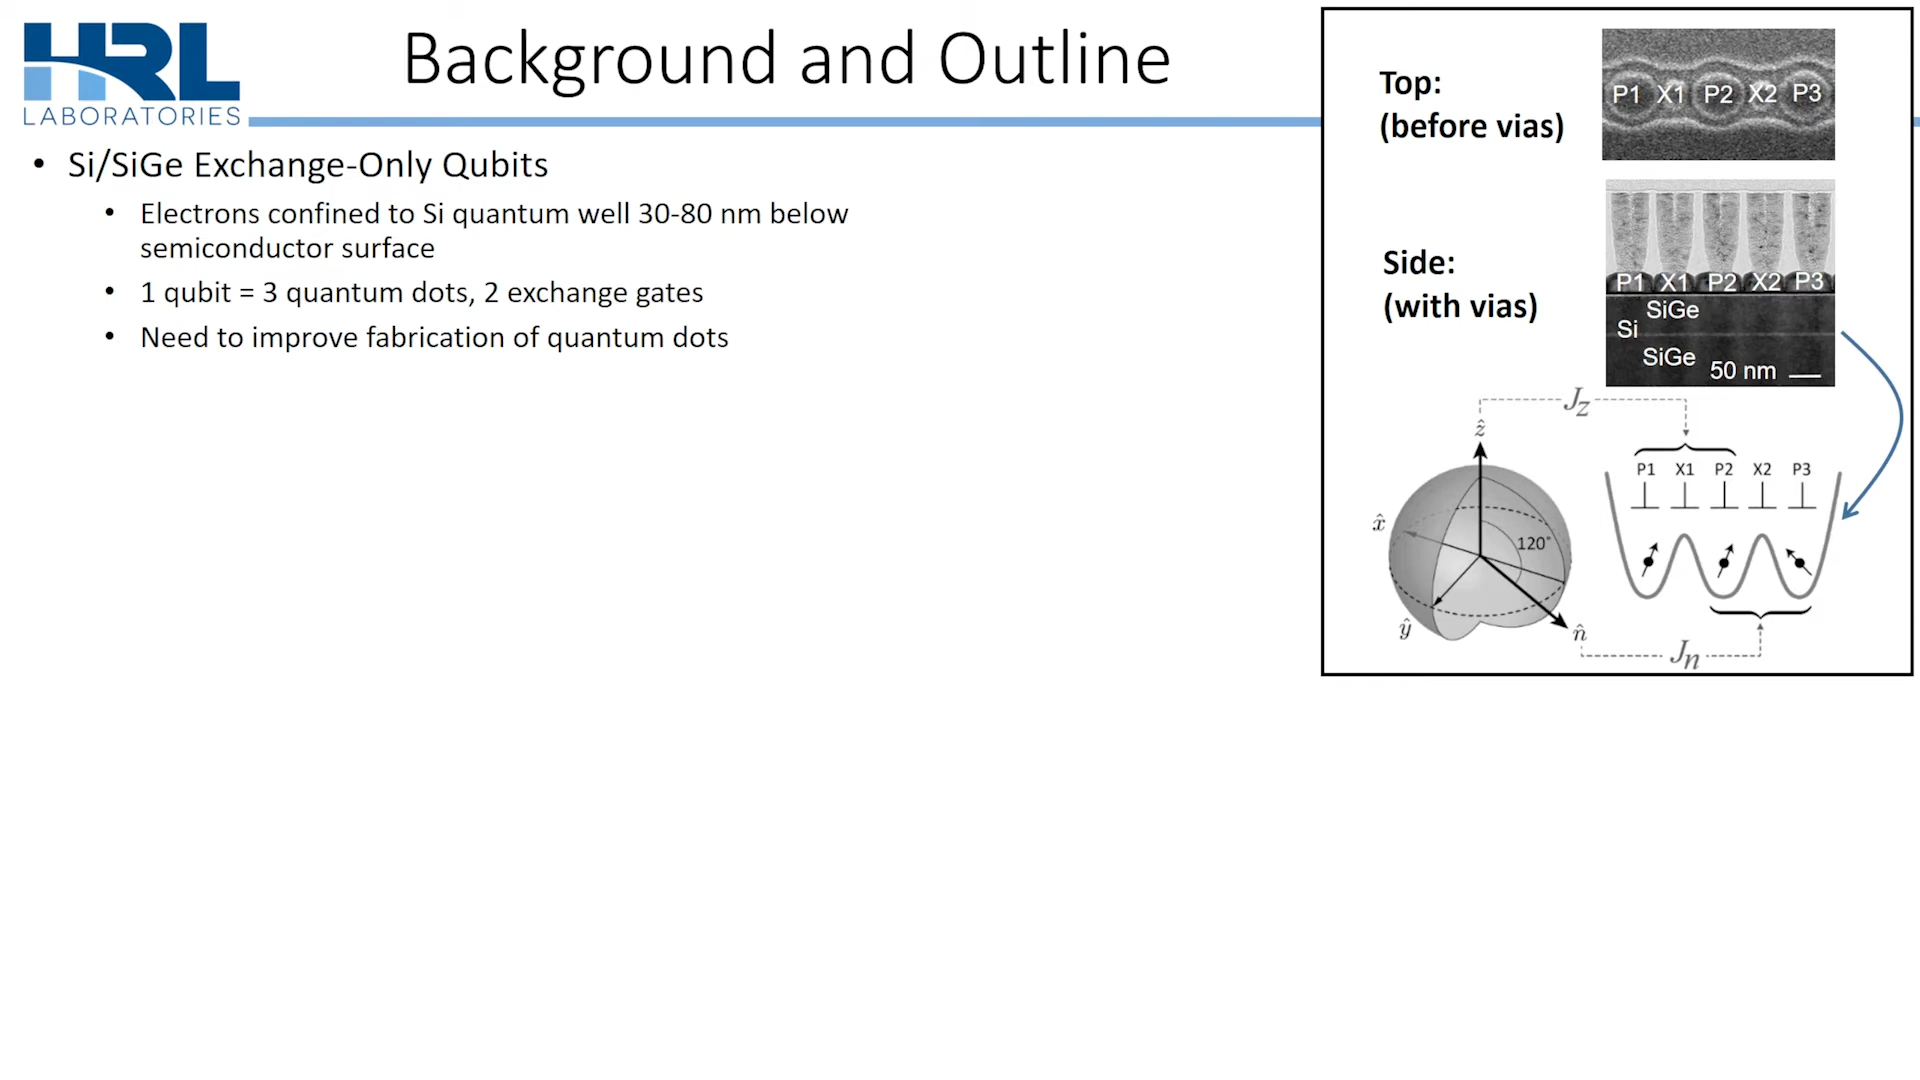 HRL
LABORATORIES
Background and Outline
• Si/SiGe Exchange-Only Qubits
• Electrons confined to Si quantum well 30-80 nm below
semiconductor surface
• 1 qubit = 3 quantum dots, 2 exchange gates
• Need to improve fabrication of quantum dots
Top:
(before vias)
P1 X1 P2 X2 P3
Side:
(with vias)
P1 X1 P2 X2 P3
SiGe
Si
SiGe
50 nm
Jz
ẑ
P1 X1 P2 X2 P3
x̂
120°
ŷ
n̂
Jn